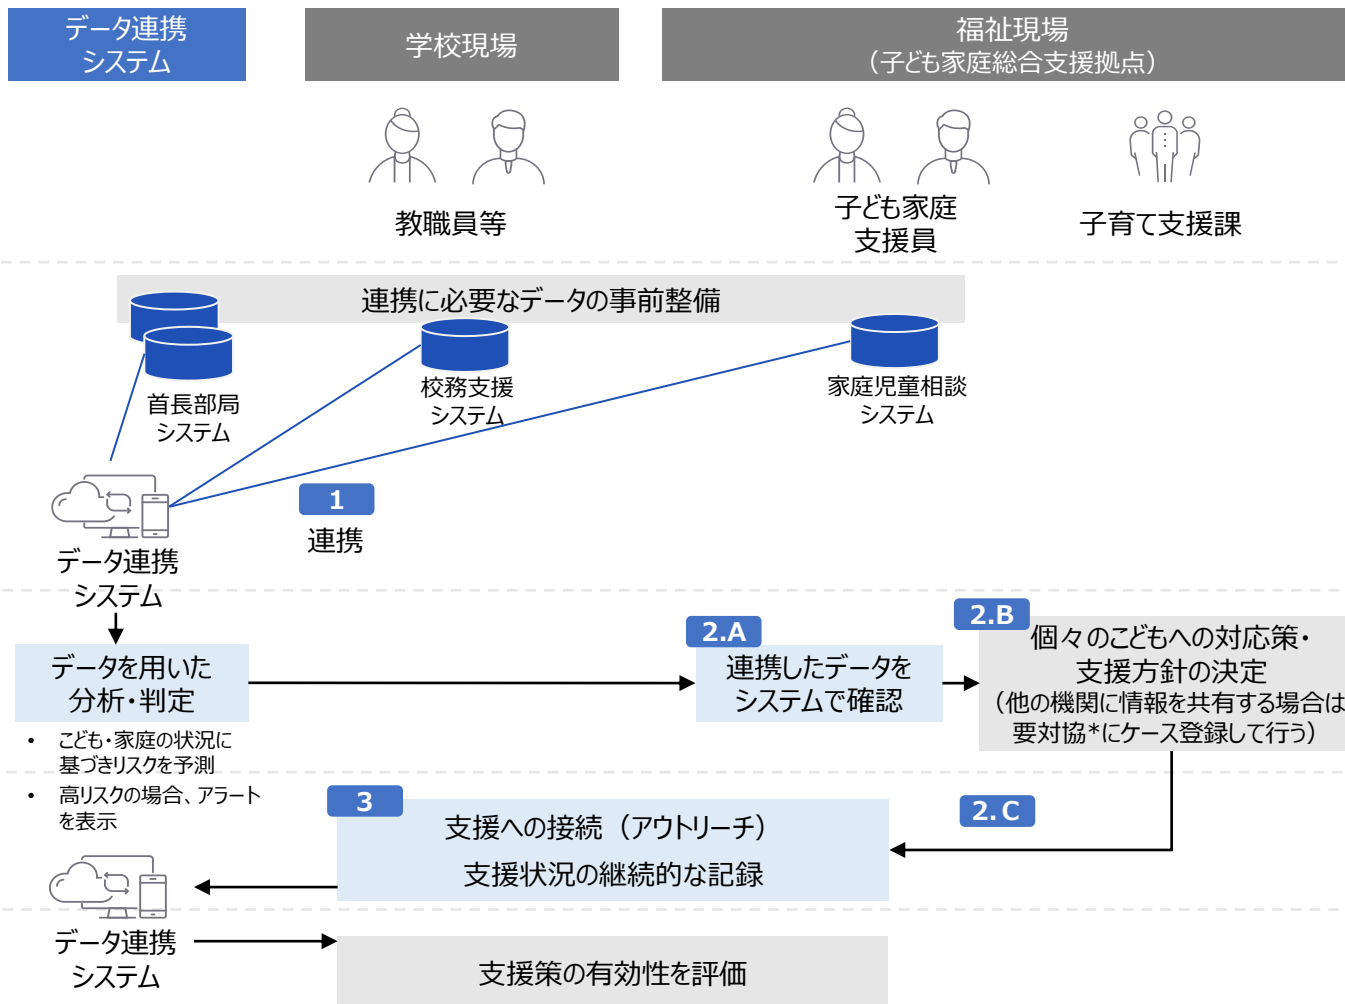 データ連携
システム
学校現場
福祉現場
（子ども家庭総合支援拠点）
教職員等
子ども家庭
支援員
子育て支援課
連携に必要なデータの事前整備
首長部局
システム
校務支援
システム
家庭児童相談
システム
1
連携
データ連携
システム
データを用いた
分析・判定
• こども・家庭の状況に
基づきリスクを予測
• 高リスクの場合、アラート
を表示
2.A
連携したデータを
システムで確認
2.B
個々のこどもへの対応策・
支援方針の決定
（他の機関に情報を共有する場合は
要対協*にケース登録して行う）
2.C
3
支援への接続（アウトリーチ）
支援状況の継続的な記録
データ連携
システム
支援策の有効性を評価